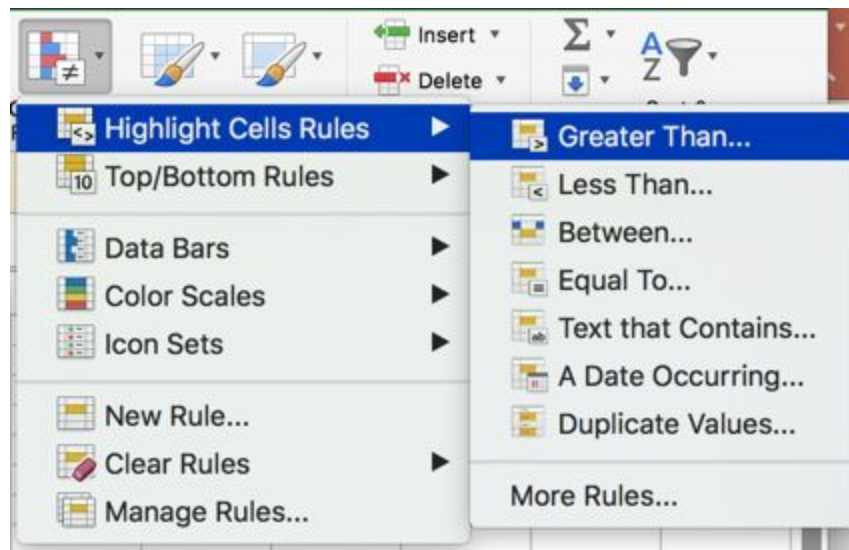 Insert
Delete
Highlight Cells Rules
Top/Bottom Rules
Data Bars
Color Scales
Icon Sets
New Rule...
Clear Rules
Manage Rules...
Greater Than...
Less Than...
Between...
Equal To...
Text that Contains...
A Date Occurring...
Duplicate Values...
More Rules...